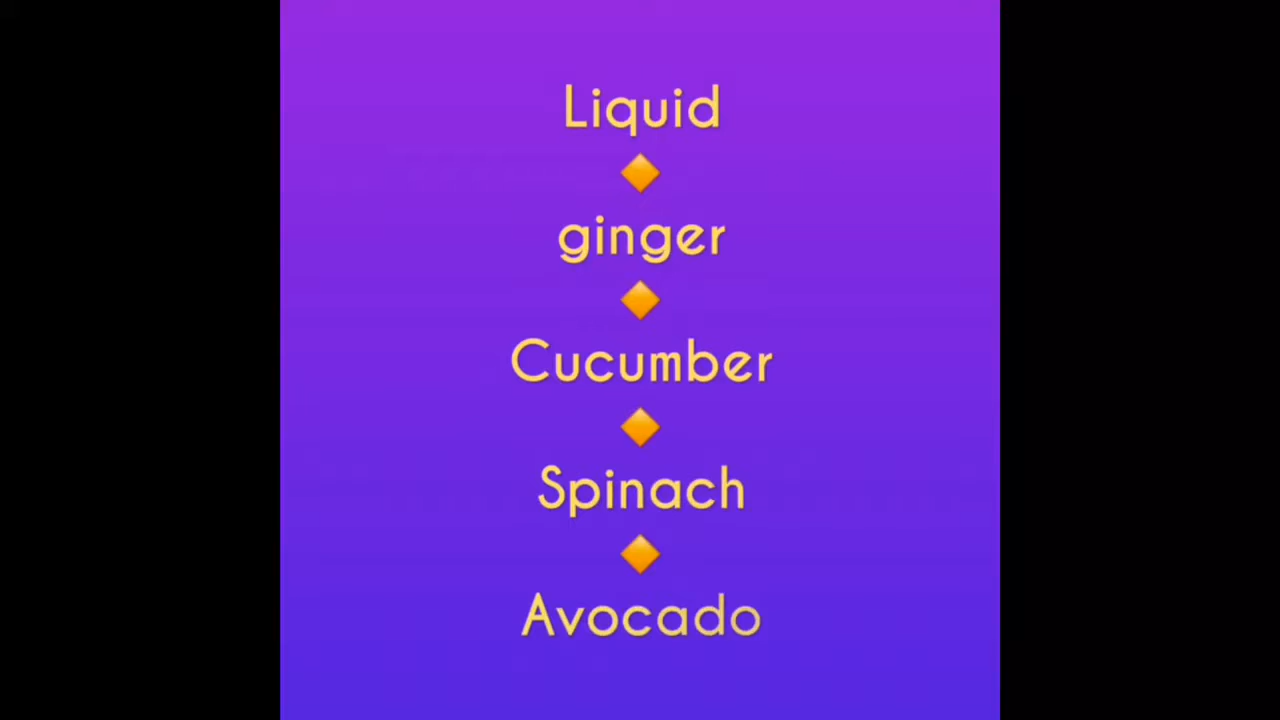 Liquid
🔶
ginger
🔶
Cucumber
🔶
Spinach
🔶
Avocado